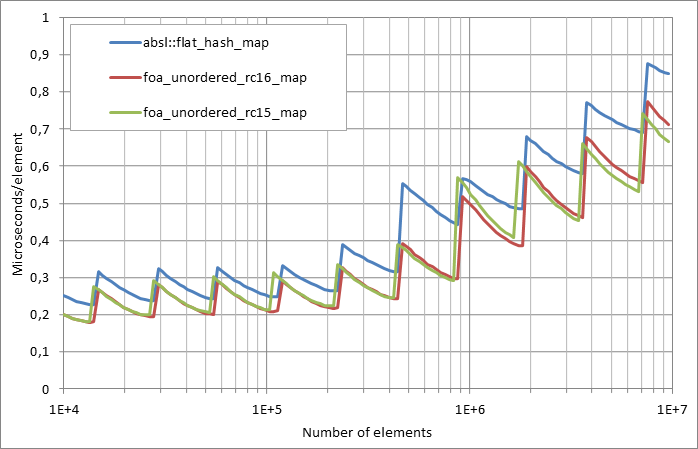 1
0,9
0,8
0,7
0,6
0,5
0,4
0,3
0,2
0,1
0
Microseconds/element
absl::flat_hash_map
foa_unordered_rc16_map
foa_unordered_rc15_map
1E+4 1E+5 1E+6 1E+7
Number of elements